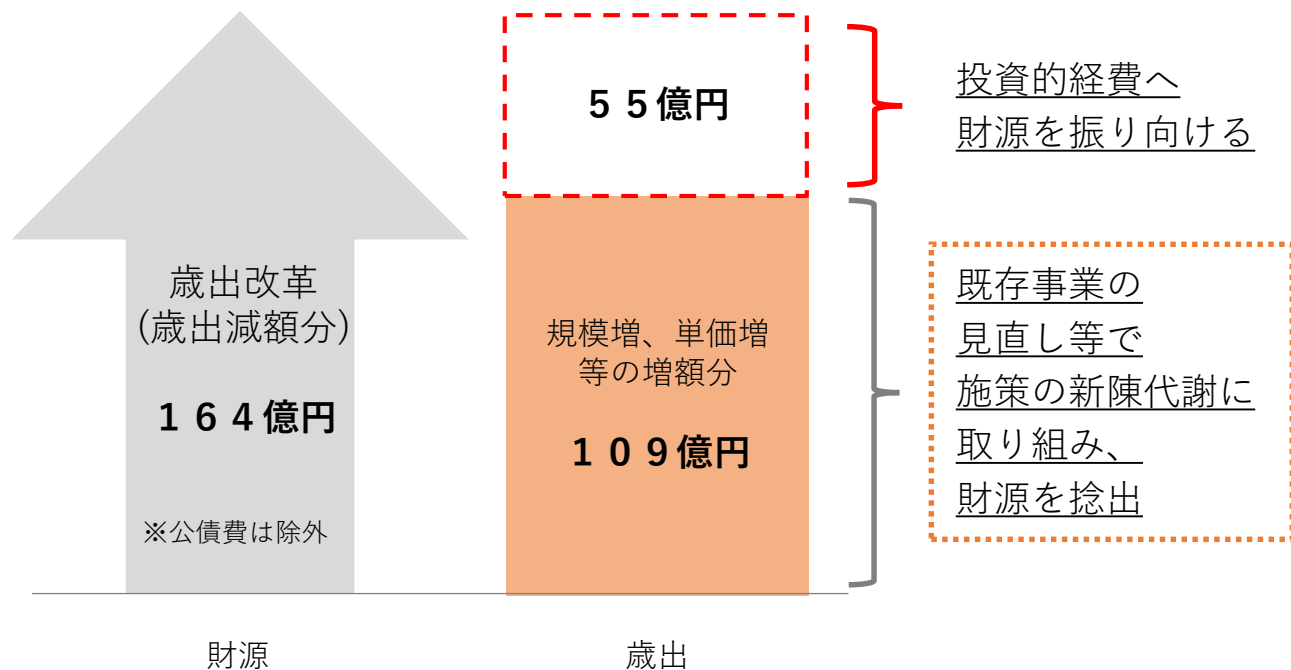 歳出改革
(歳出減額分)
１６４億円
※公債費は除外
財源
５５億円
規模増、単価増
等の増額分
１０９億円
歳出
投資的経費へ
財源を振り向ける
既存事業の
見直し等で
施策の新陳代謝に
取り組み、
財源を捻出